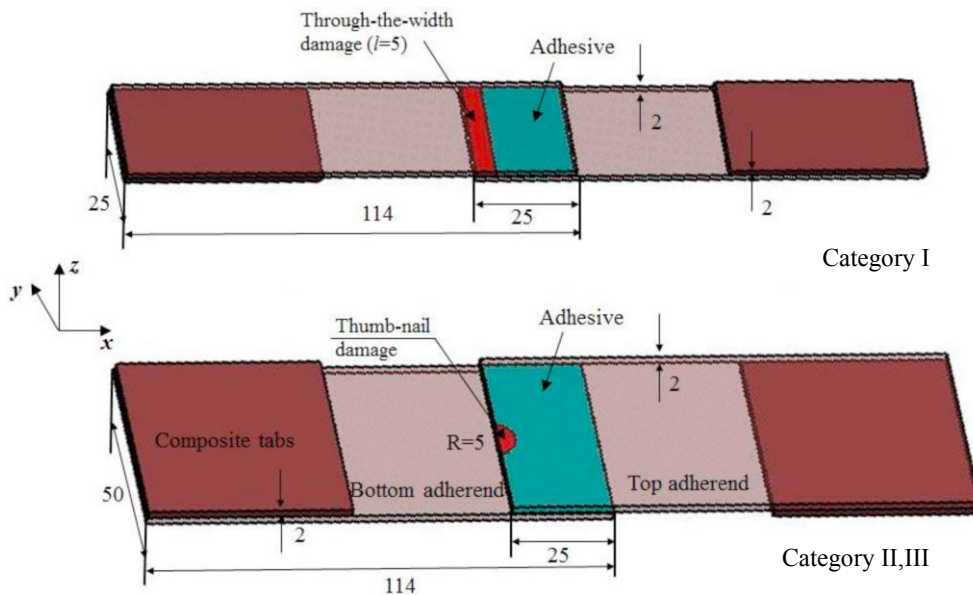 Through-the-width
damage (l=5)
Adhesive
2
25
114
25
2
Category I
z
y
x
Thumb-nail
damage
Adhesive
2
R=5
Composite tabs
Bottom adherend
Top adherend
50
2
25
114
Category II,III